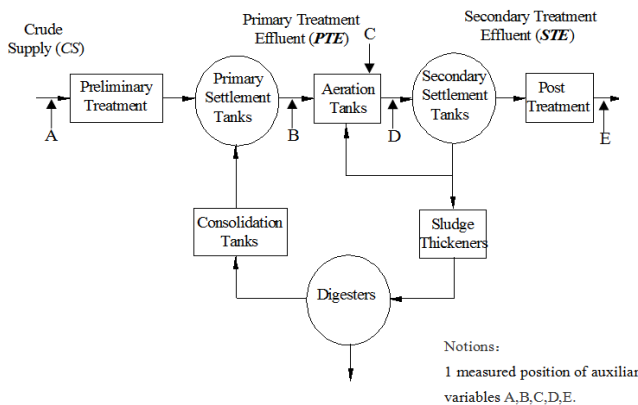 Crude
Supply (CS)
Primary Treatment
Effluent (PTE)
C
Secondary Treatment
Effluent (STE)
Preliminary
Treatment
Primary
Settlement
Tanks
Aeration
Tanks
Secondary
Settlement
Tanks
Post
Treatment
A
B
D
E
Consolidation
Tanks
Sludge
Thickeners
Digesters
Notions:
1 measured position of auxilian
variables A,B,C,D,E.